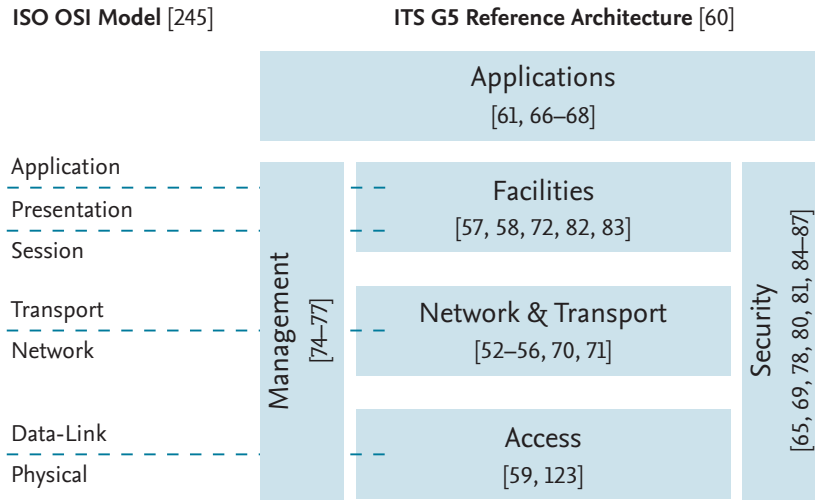 ISO OSI Model [245]
ITS G5 Reference Architecture [60]
Applications
[61, 66–68]
Application
Presentation
Session
Transport
Network
Data-Link
Physical
Management
[74–77]
Facilities
[57, 58, 72, 82, 83]
Network & Transport
[52–56, 70, 71]
Access
[59, 123]
Security
[65, 69, 78, 80, 81, 84–87]